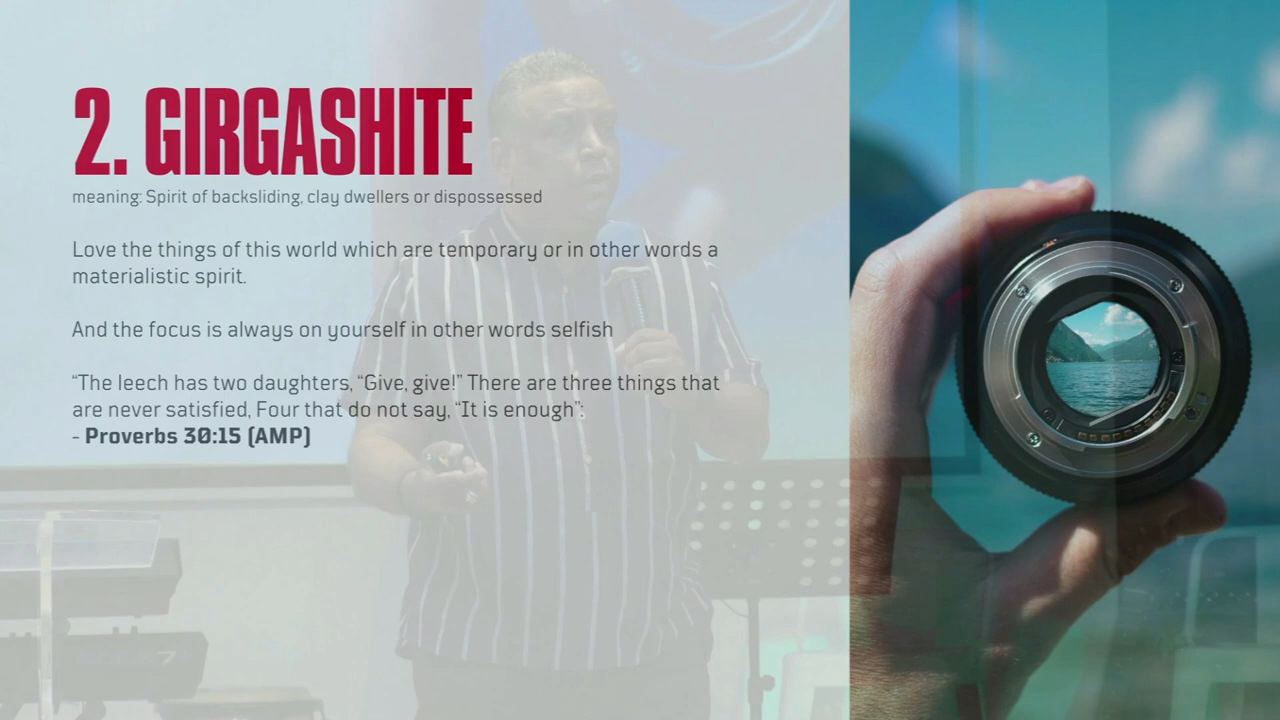 2. GIRGASHITE
meaning: Spirit of backsliding, clay dwellers or dispossessed
Love the things of this world which are temporary or in other words a
materialistic spirit.
And the focus is always on yourself in other words selfish
“The leech has two daughters, “Give, give!” There are three things that
are never satisfied, Four that do not say, “It is enough”:
- Proverbs 30:15 (AMP)
7